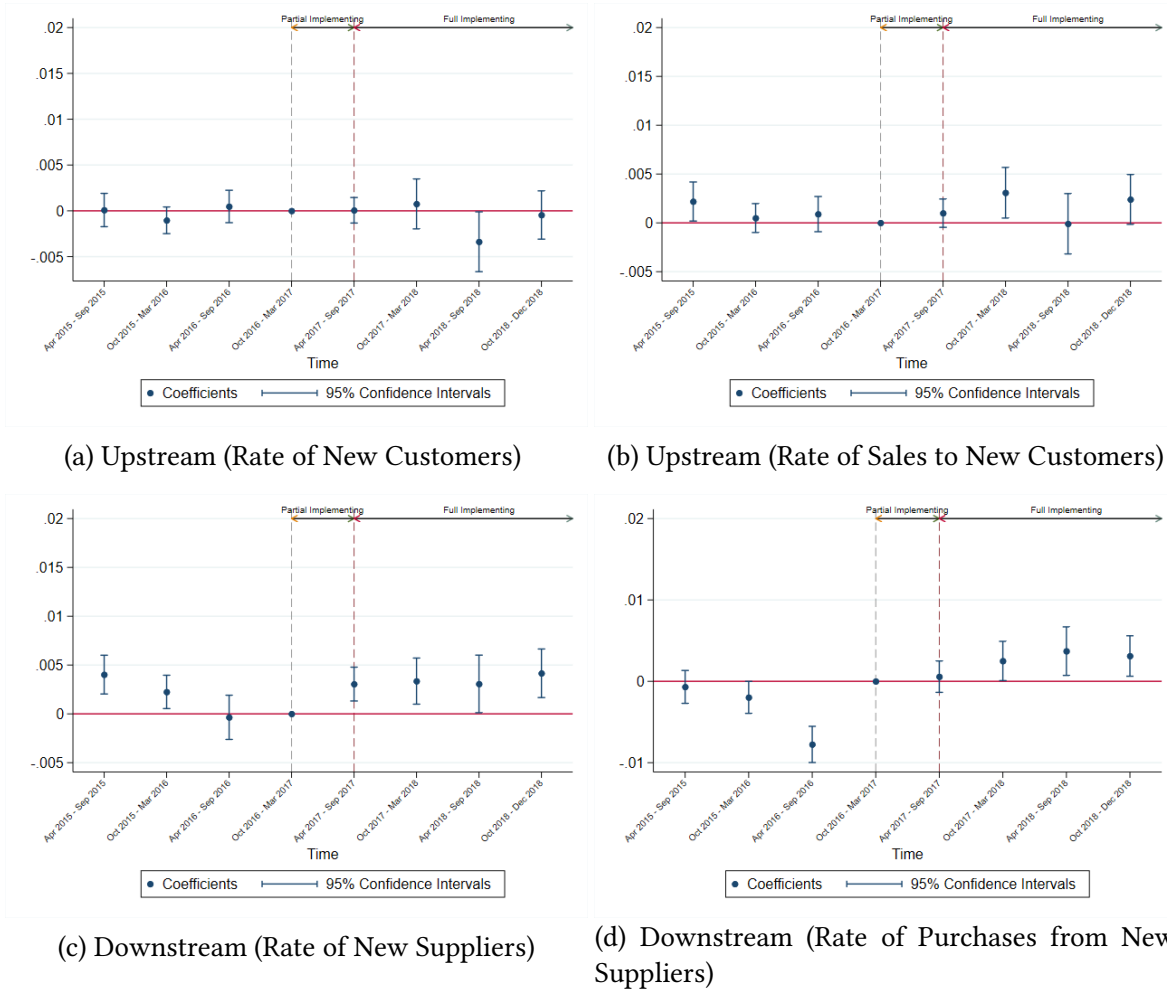 Partial Implementing Full Implementing
.02
.015
.01
.005
0
-.005
Apr 2015 - Sep 2015
Oct 2015 - Mar 2016
Apr 2016 - Sep 2016
Oct 2016 - Mar 2017
Apr 2017 - Sep 2017
Oct 2017 - Mar 2018
Apr 2018 - Sep 2018
Oct 2018 - Dec 2018
Time
Coefficients 95% Confidence Intervals
(a) Upstream (Rate of New Customers)
Partial Implementing Full Implementing
.02
.015
.01
.005
0
-.005
Apr 2015 - Sep 2015
Oct 2015 - Mar 2016
Apr 2016 - Sep 2016
Oct 2016 - Mar 2017
Apr 2017 - Sep 2017
Oct 2017 - Mar 2018
Apr 2018 - Sep 2018
Oct 2018 - Dec 2018
Time
Coefficients 95% Confidence Intervals
(b) Upstream (Rate of Sales to New Customers)
Partial Implementing Full Implementing
.02
.015
.01
.005
0
-.005
Apr 2015 - Sep 2015
Oct 2015 - Mar 2016
Apr 2016 - Sep 2016
Oct 2016 - Mar 2017
Apr 2017 - Sep 2017
Oct 2017 - Mar 2018
Apr 2018 - Sep 2018
Oct 2018 - Dec 2018
Time
Coefficients 95% Confidence Intervals
(c) Downstream (Rate of New Suppliers)
Partial Implementing Full Implementing
.02
.01
0
-.01
Apr 2015 - Sep 2015
Oct 2015 - Mar 2016
Apr 2016 - Sep 2016
Oct 2016 - Mar 2017
Apr 2017 - Sep 2017
Oct 2017 - Mar 2018
Apr 2018 - Sep 2018
Oct 2018 - Dec 2018
Time
Coefficients 95% Confidence Intervals
(d) Downstream (Rate of Purchases from New
Suppliers)